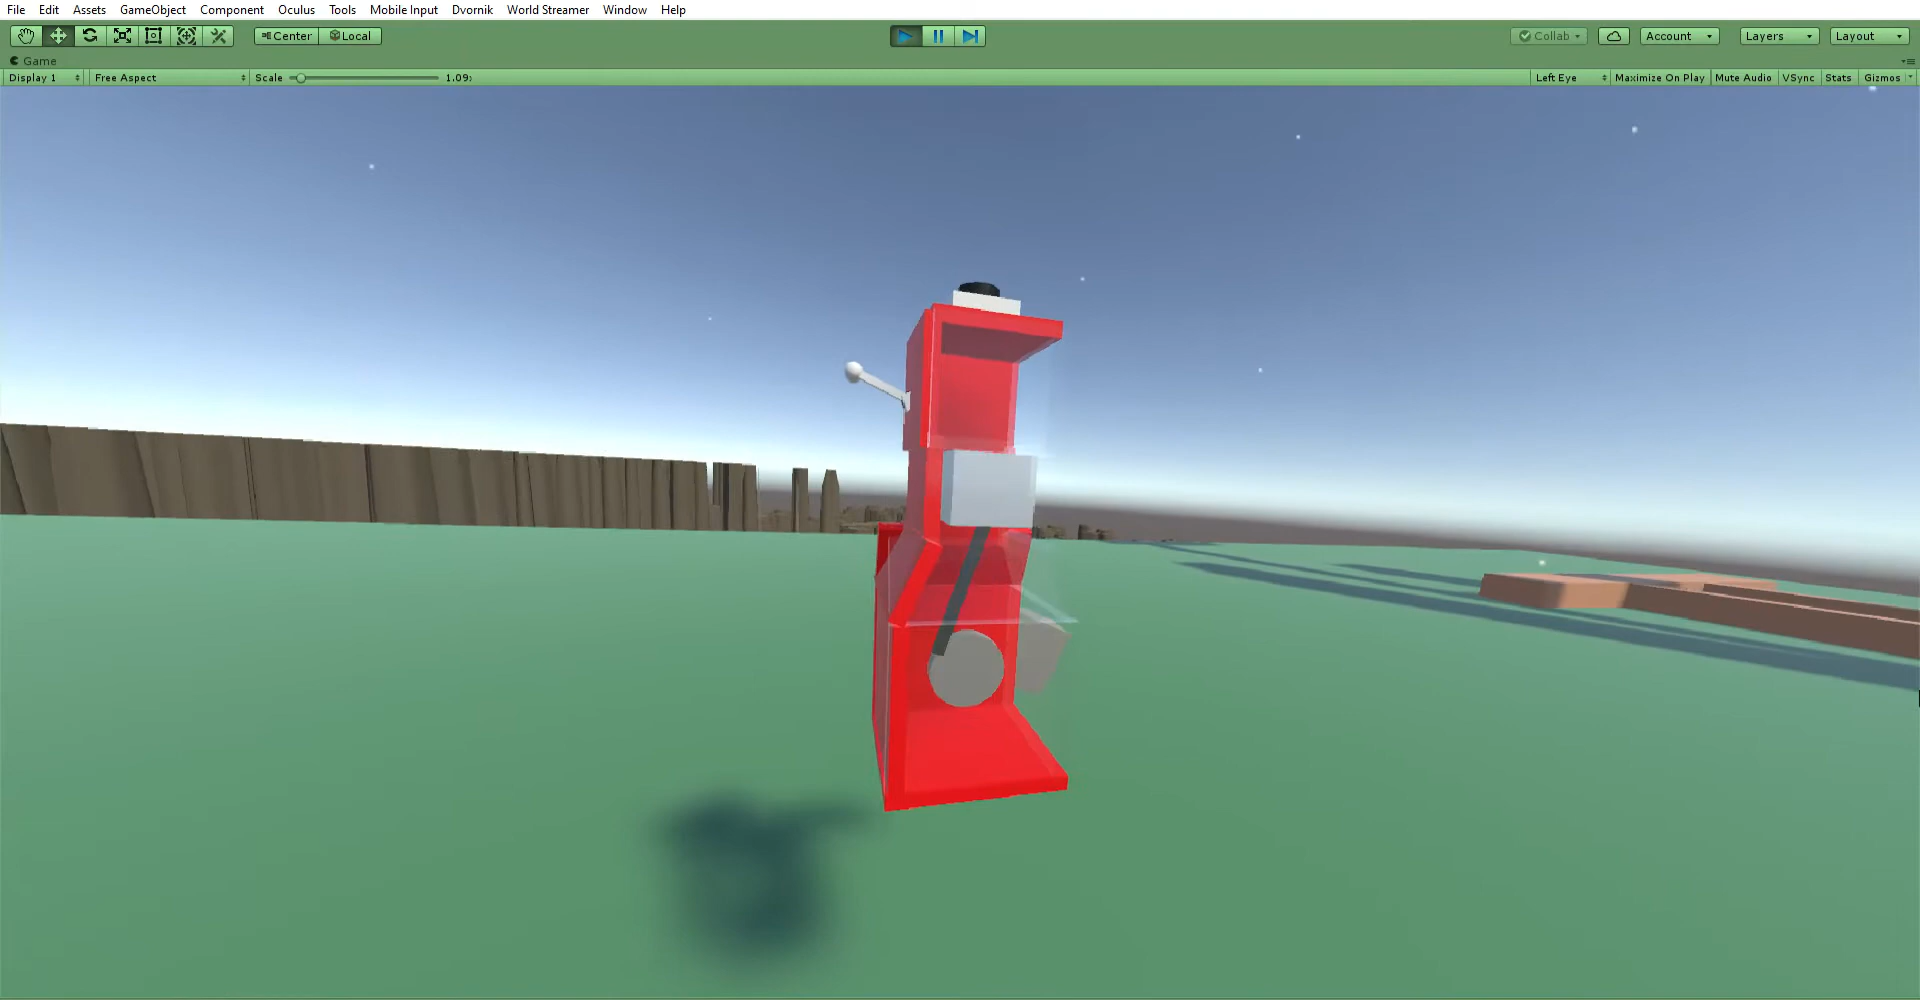 File Edit Assets GameObject Component Oculus Tools Mobile Input Dvornik World Streamer Window Help
Center Local Collab Account Layers Layout
Game
Display 1 Free Aspect Scale 1.09x Left Eye Maximize On Play Mute Audio VSync Stats Gizmos